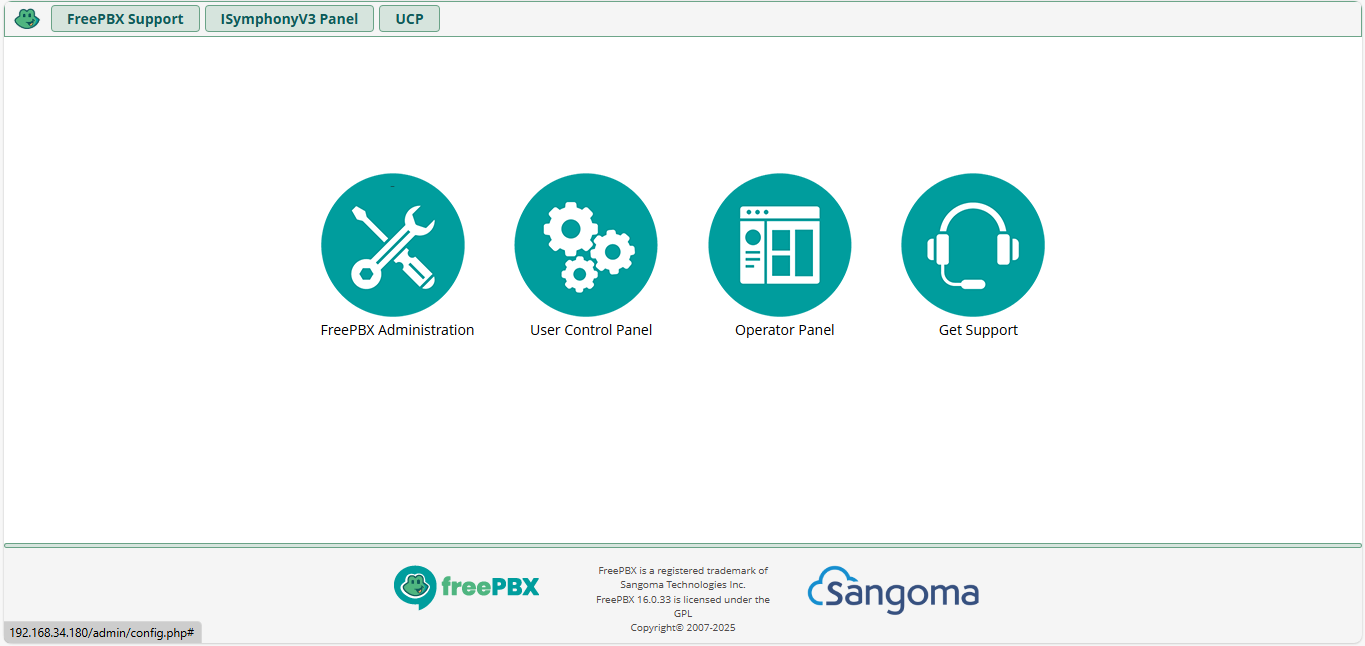 FreePBX Support
ISymphonyV3 Panel
UCP
FreePBX Administration
User Control Panel
Operator Panel
Get Support
freePBX
FreePBX is a registered trademark of
Sangoma Technologies Inc.
FreePBX 16.0.33 is licensed under the
GPL
Copyright© 2007-2025
Sangoma
192.168.34.180/admin/config.php#